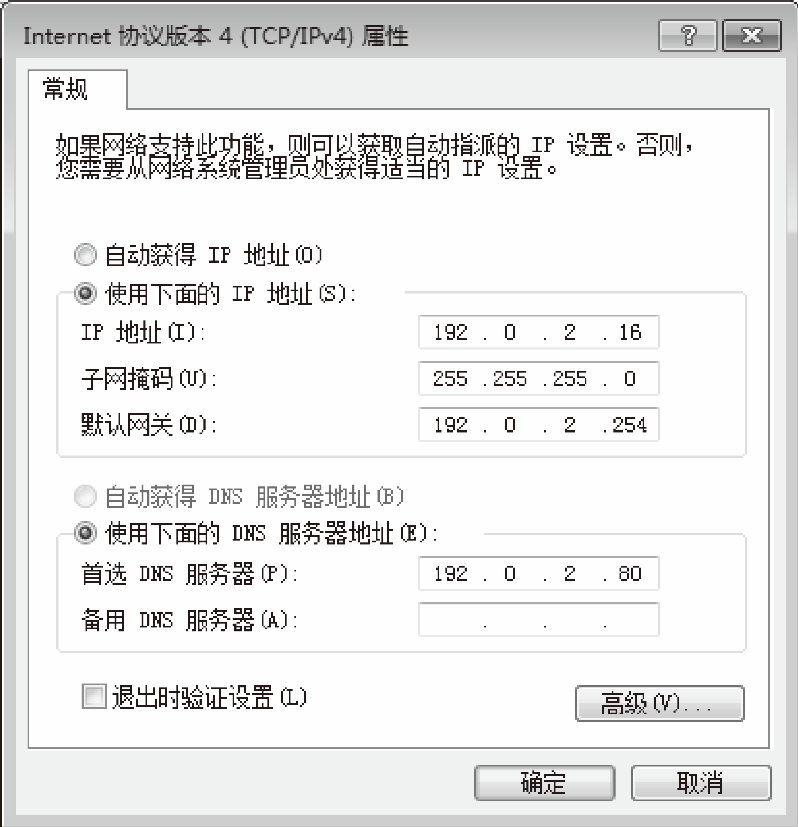 Internet 协议版本 4 (TCP/IPv4) 属性
常规
如果网络支持此功能，则可以获取自动指派的 IP 设置。否则，
您需要从网络系统管理员处获得适当的 IP 设置。
自动获得 IP 地址(O)
使用下面的 IP 地址(S):
IP 地址(I): 192 . 0 . 2 . 16
子网掩码(U): 255 . 255 . 255 . 0
默认网关(D): 192 . 0 . 2 . 254
自动获得 DNS 服务器地址(B)
使用下面的 DNS 服务器地址(E):
首选 DNS 服务器(P): 192 . 0 . 2 . 80
备用 DNS 服务器(A): . . .
退出时验证设置(L)
高级(V)...
确定 取消